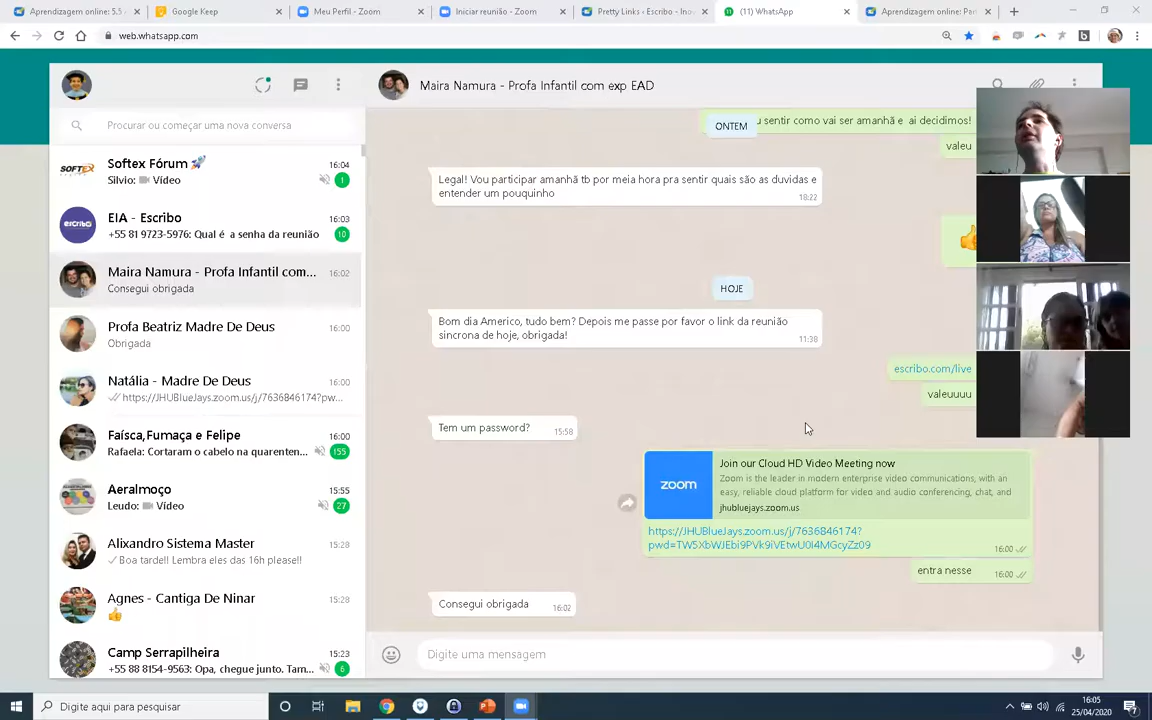 Aprendizagem online: 5.5
Google Keep
Meu Perfil - Zoom
Iniciar reunião - Zoom
Pretty Links ‹ Escribo - Ino
(11) WhatsApp
Aprendizagem online: Par
web.whatsapp.com
Procurar ou começar uma nova conversa
Softex Fórum 🚀
16:04
Silvio: Vídeo
1
EIA - Escribo
16:03
+55 81 9723-5976: Qual é a senha da reunião
10
Maira Namura - Profa Infantil com...
16:02
Consegui obrigada
Profa Beatriz Madre De Deus
16:00
Obrigada
Natália - Madre De Deus
16:00
https://JHUBlueJays.zoom.us/j/7636846174?pw...
Faísca,Fumaça e Felipe
16:00
Rafaela: Cortaram o cabelo na quarenten...
155
Aeralmoço
15:55
Leudo: Vídeo
27
Alixandro Sistema Master
15:28
Boa tarde!! Lembra eles das 16h please!!
Agnes - Cantiga De Ninar
15:28
👍
Camp Serrapilheira
15:23
+55 88 8154-9563: Opa, chegue junto. Tam...
6
Maira Namura - Profa Infantil com exp EAD
sentir como vai ser amanhã e ai decidimos!
ONTEM
valeu
Legal! Vou participar amanhã tb por meia hora pra sentir quais são as duvidas e
entender um pouquinho
18:22
HOJE
Bom dia Americo, tudo bem? Depois me passe por favor o link da reunião
sincrona de hoje, obrigada!
11:38
escribo.com/live
valeuuuu
Tem um password?
15:58
zoom
Join our Cloud HD Video Meeting now
Zoom is the leader in modern enterprise video communications, with an
easy, reliable cloud platform for video and audio conferencing, chat, and
jhubluejays.zoom.us
https://JHUBlueJays.zoom.us/j/7636846174?
pwd=TW5XbWJEbi9PVk9iVEtwU0I4MGcyZz09
16:00
entra nesse
16:00
Consegui obrigada
16:02
Digite uma mensagem
Digite aqui para pesquisar
16:05
25/04/2020